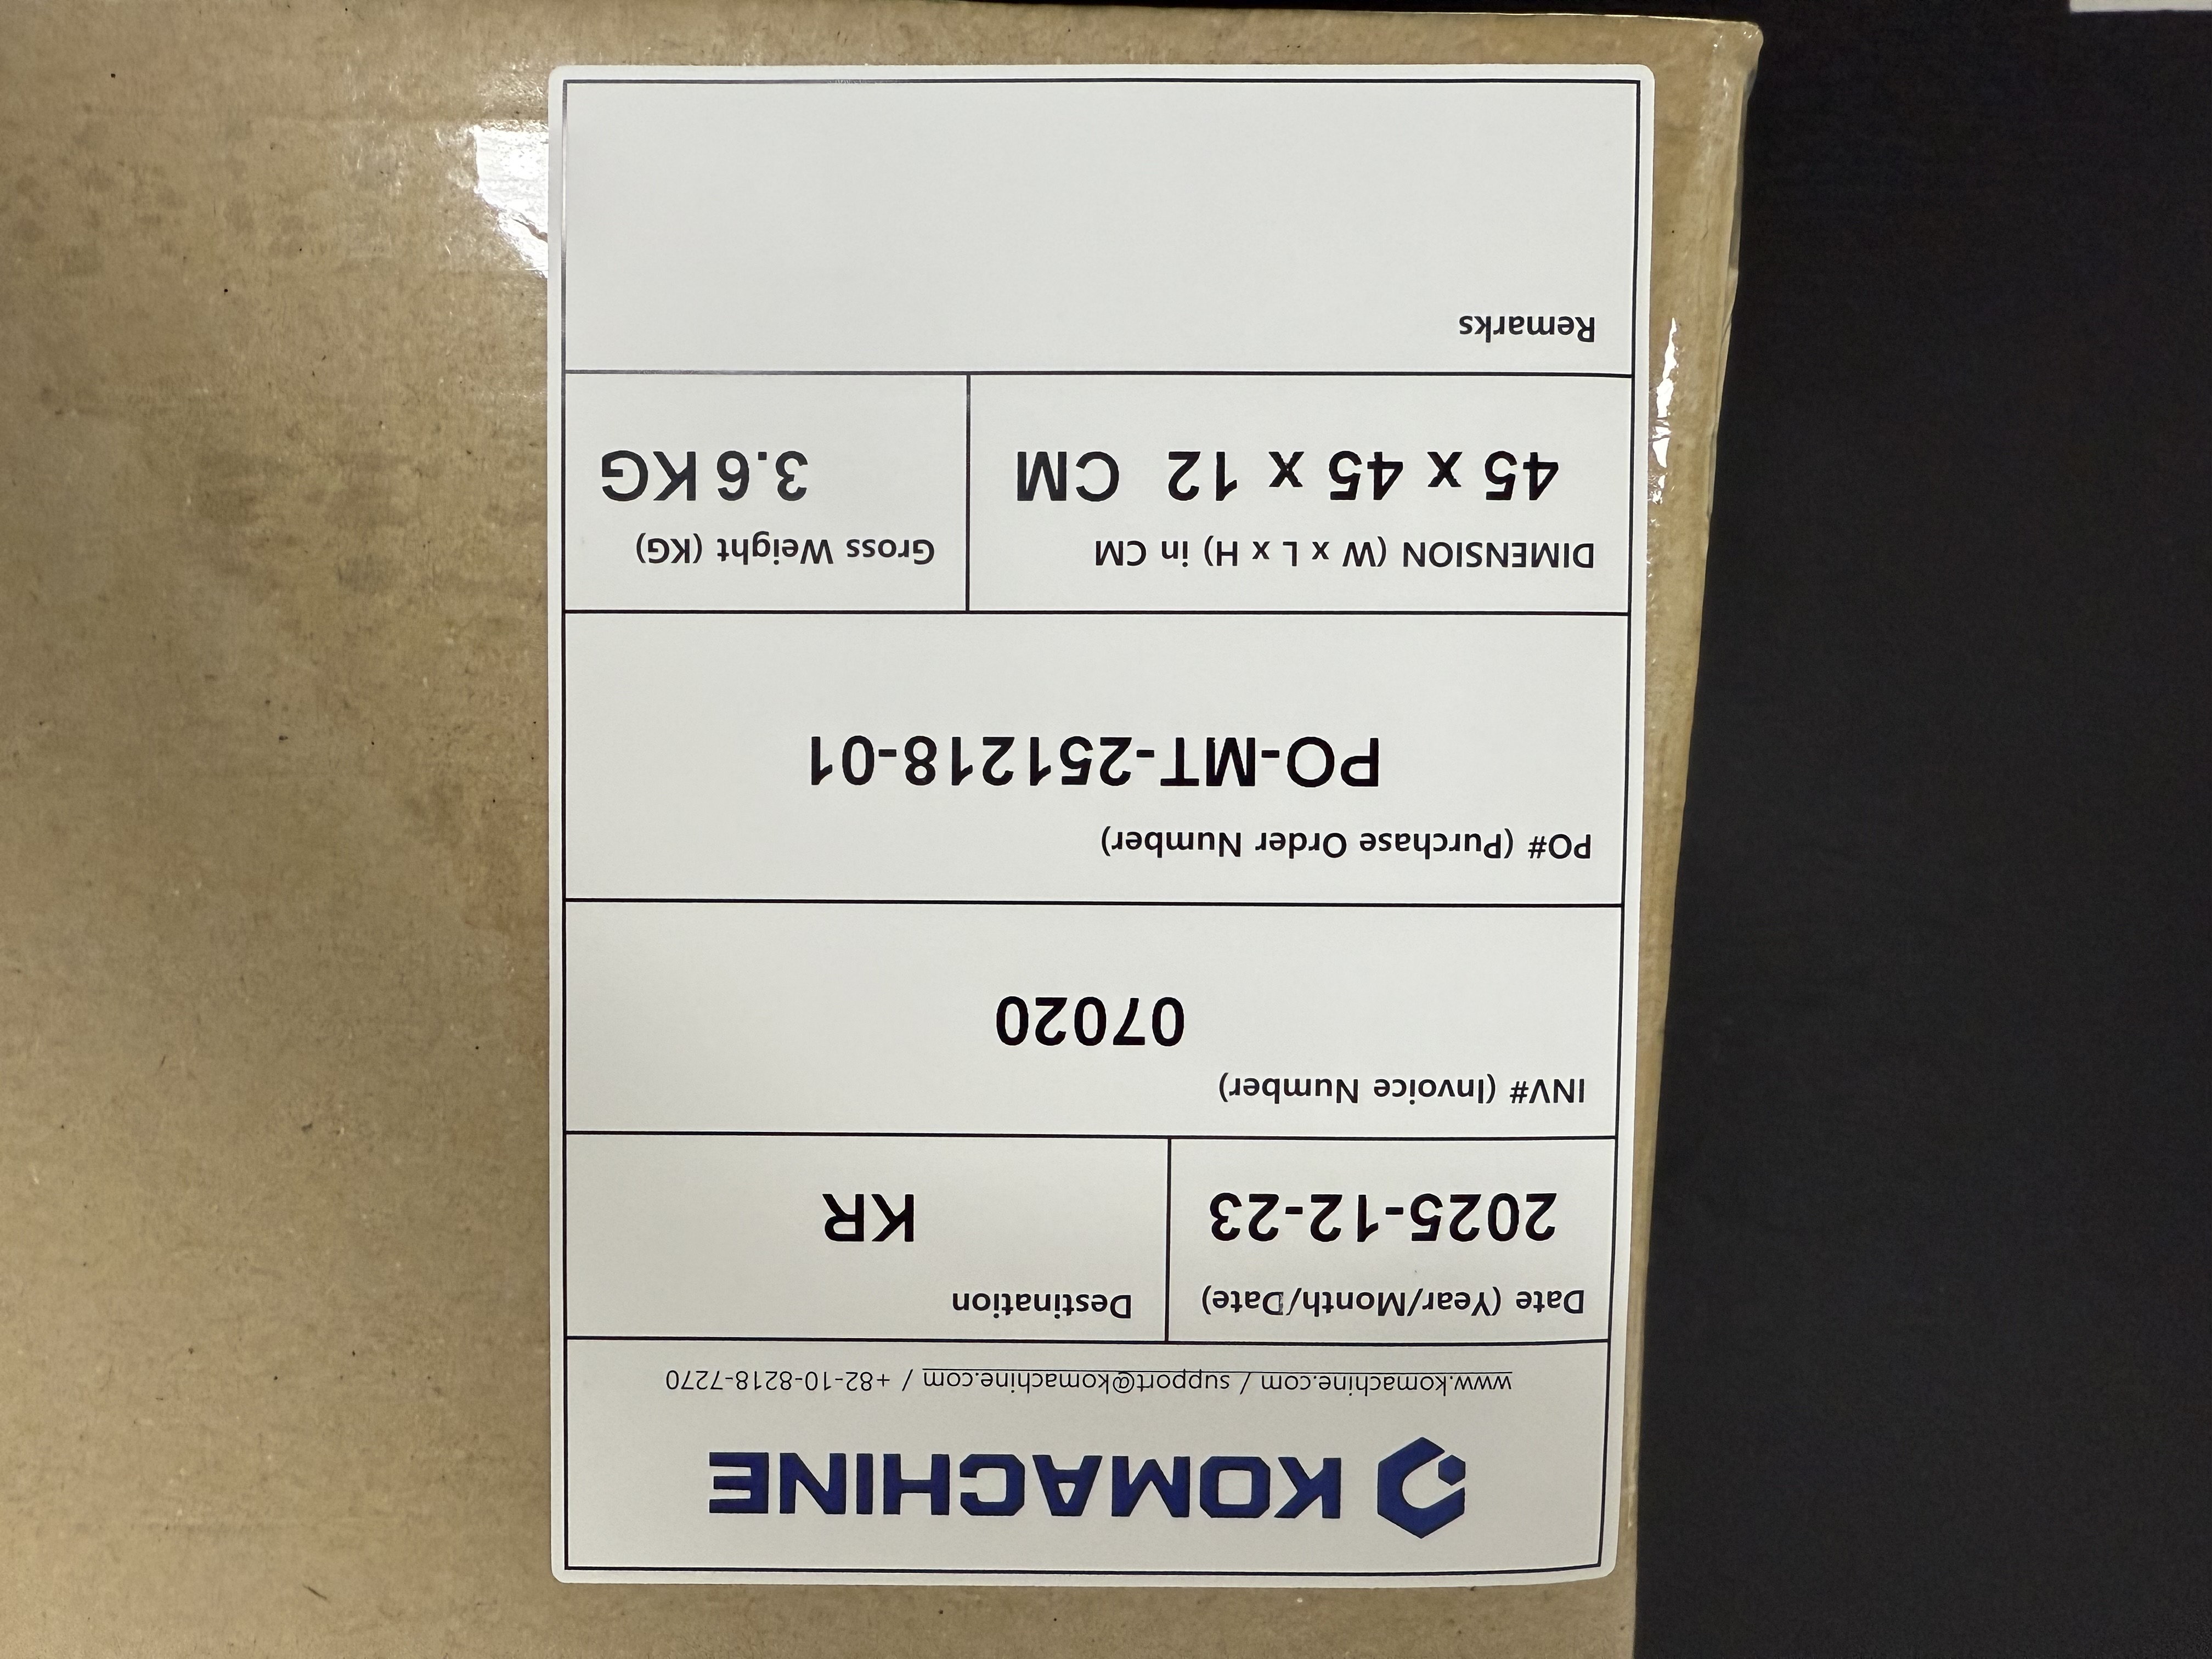 KOMACHINE
www.komachine.com / support@komachine.com / +82-10-8218-7270
Date (Year/Month/Date)
2025-12-23
Destination
KR
INV# (Invoice Number)
07020
PO# (Purchase Order Number)
PO-MT-251218-01
DIMENSION (W x L x H) in CM
45 x 45 x 12 CM
Gross Weight (KG)
3.6 KG
Remarks